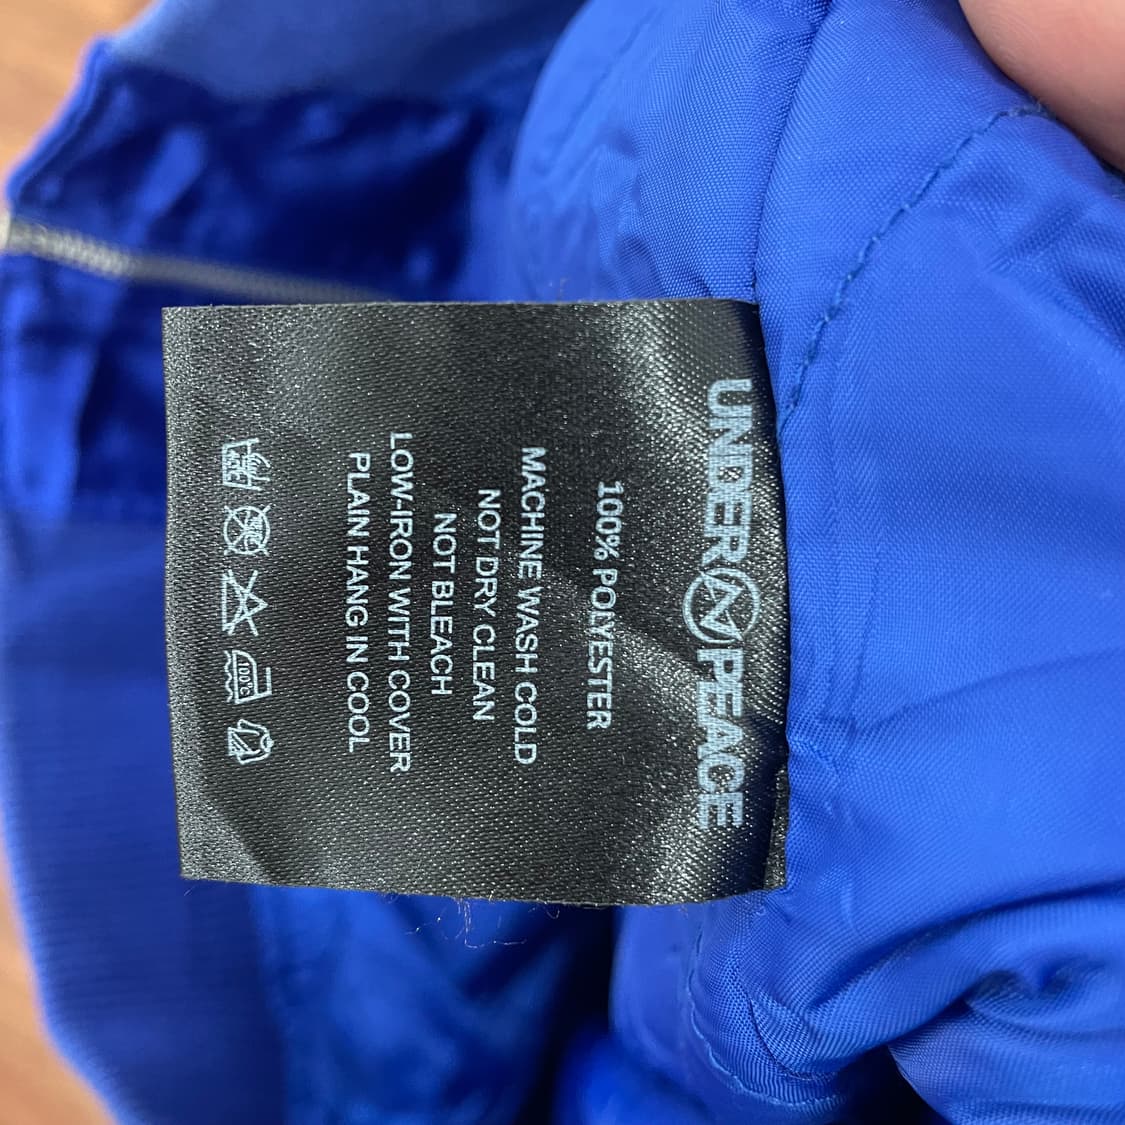 UNDER PEACE
100% POLYESTER
MACHINE WASH COLD
NOT DRY CLEAN
NOT BLEACH
LOW-IRON WITH COVER
PLAIN HANG IN COOL
100°C